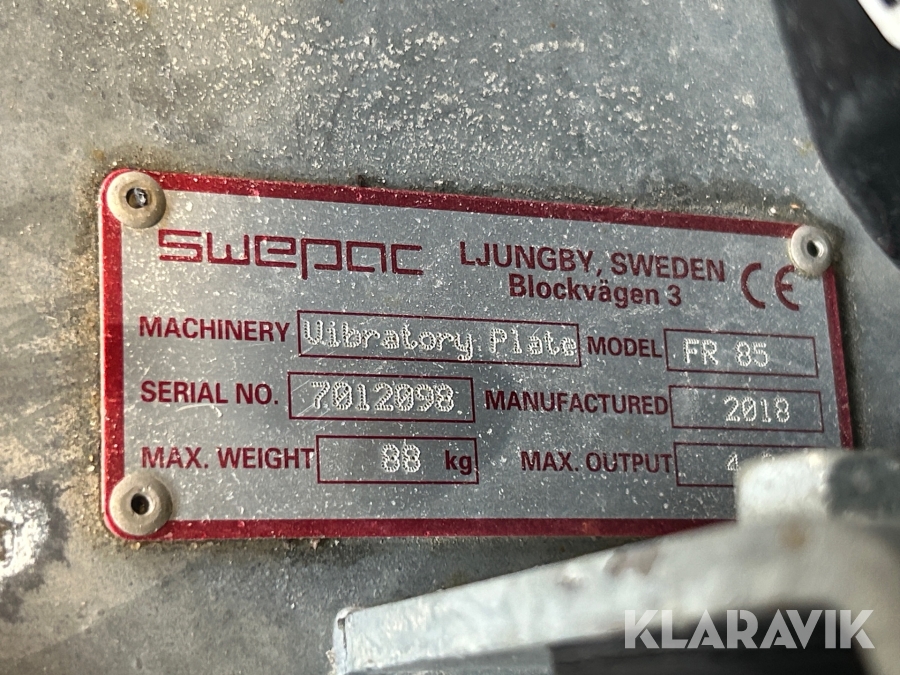 swepac LJUNGBY, SWEDEN CE
Blockvägen 3
MACHINERY Vibratory Plate MODEL FR 85
SERIAL NO. 7012098 MANUFACTURED 2018
MAX. WEIGHT 88 kg MAX. OUTPUT
KLARAVIK